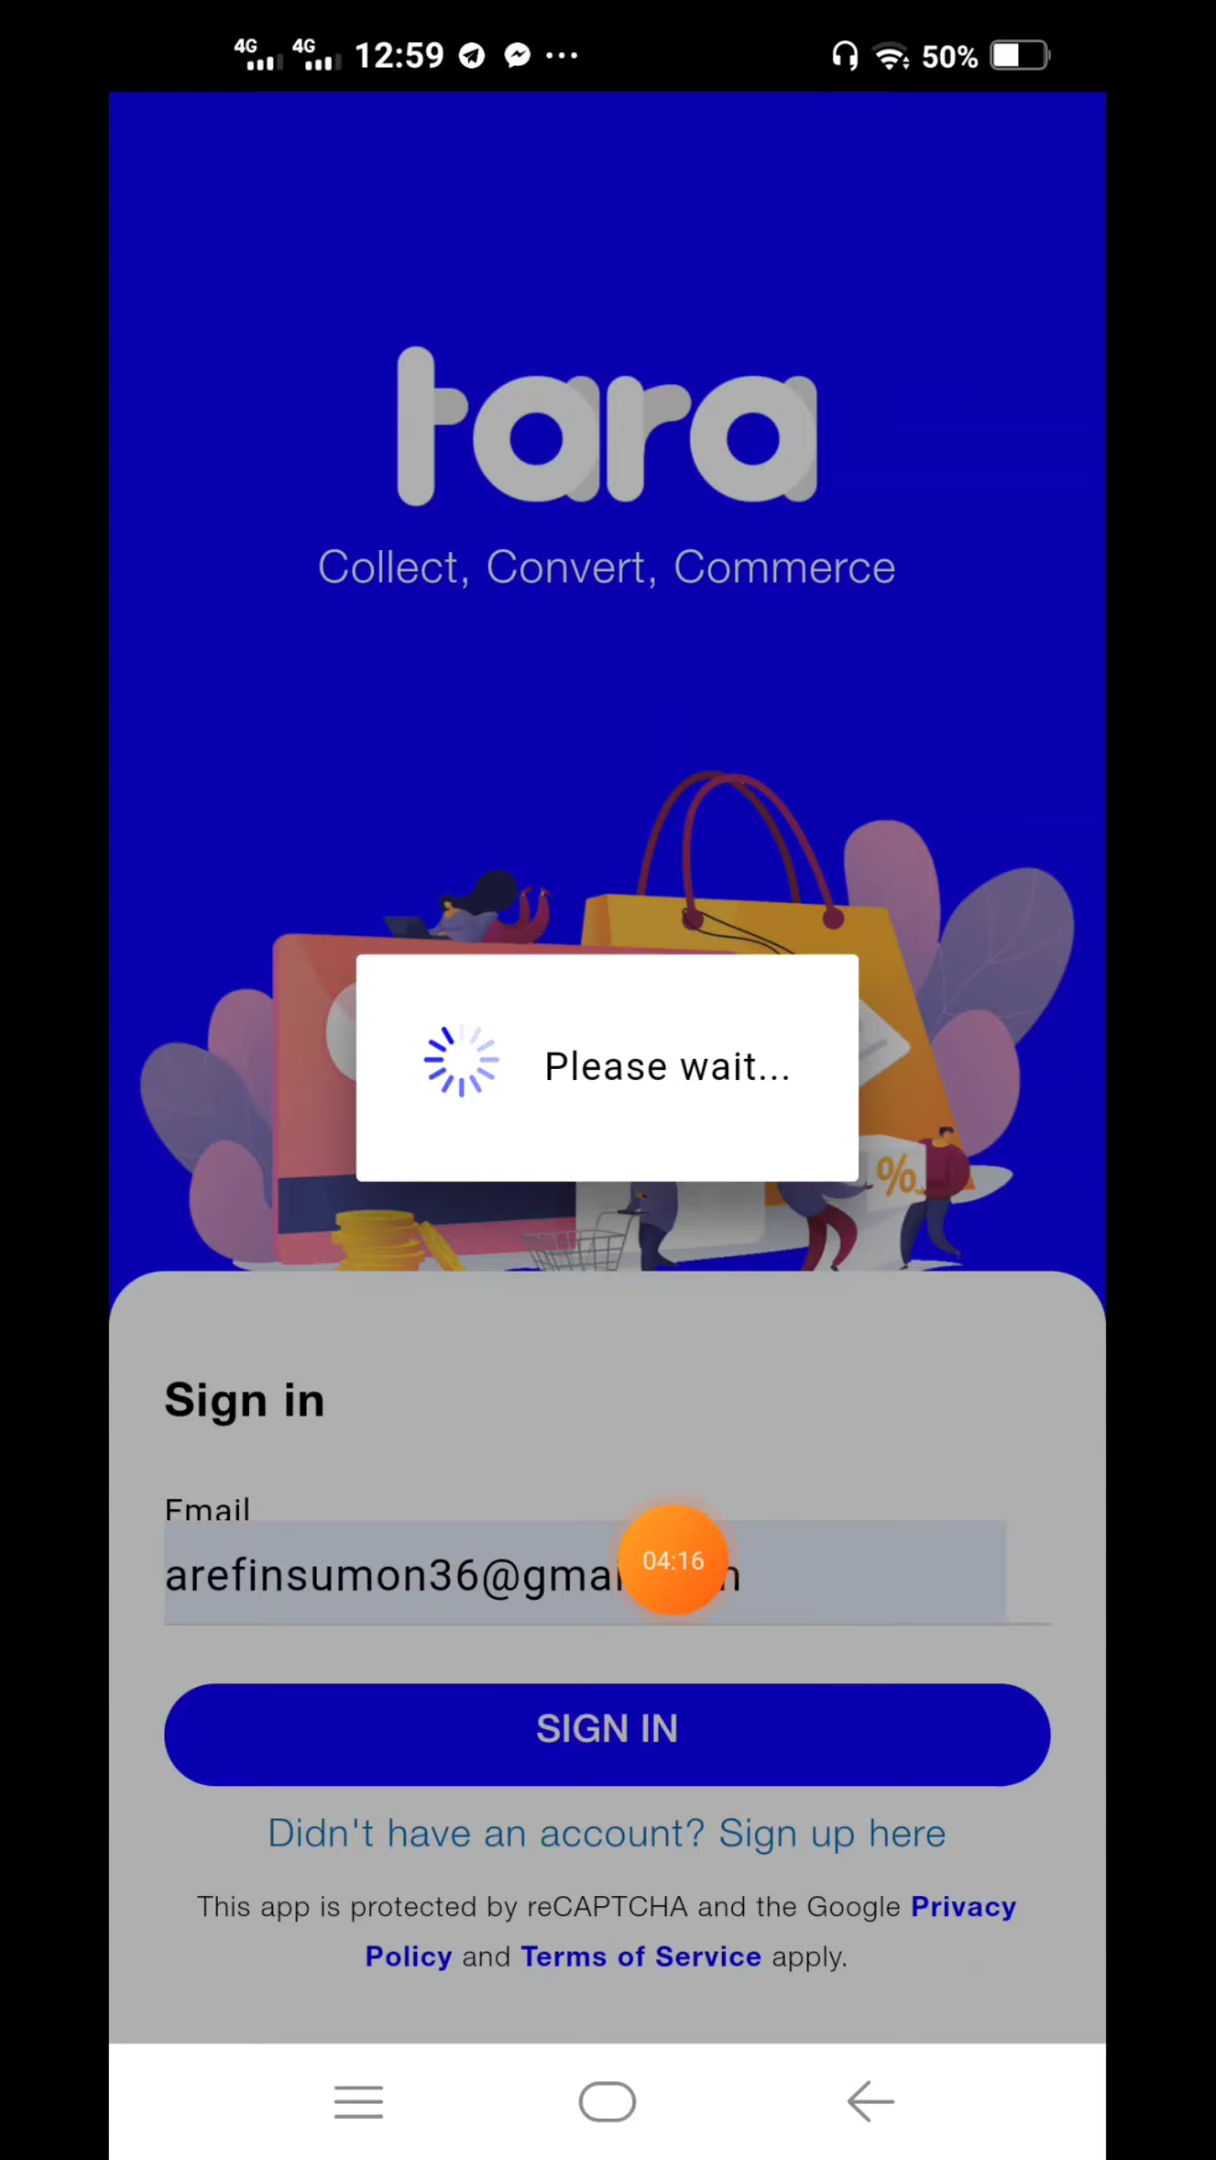 4G 4G 12:59 ... 50%
tara
Collect, Convert, Commerce
Please wait...
%
Sign in
Email
arefinsumon36@gma
04:16
SIGN IN
Didn't have an account? Sign up here
This app is protected by reCAPTCHA and the Google Privacy
Policy and Terms of Service apply.